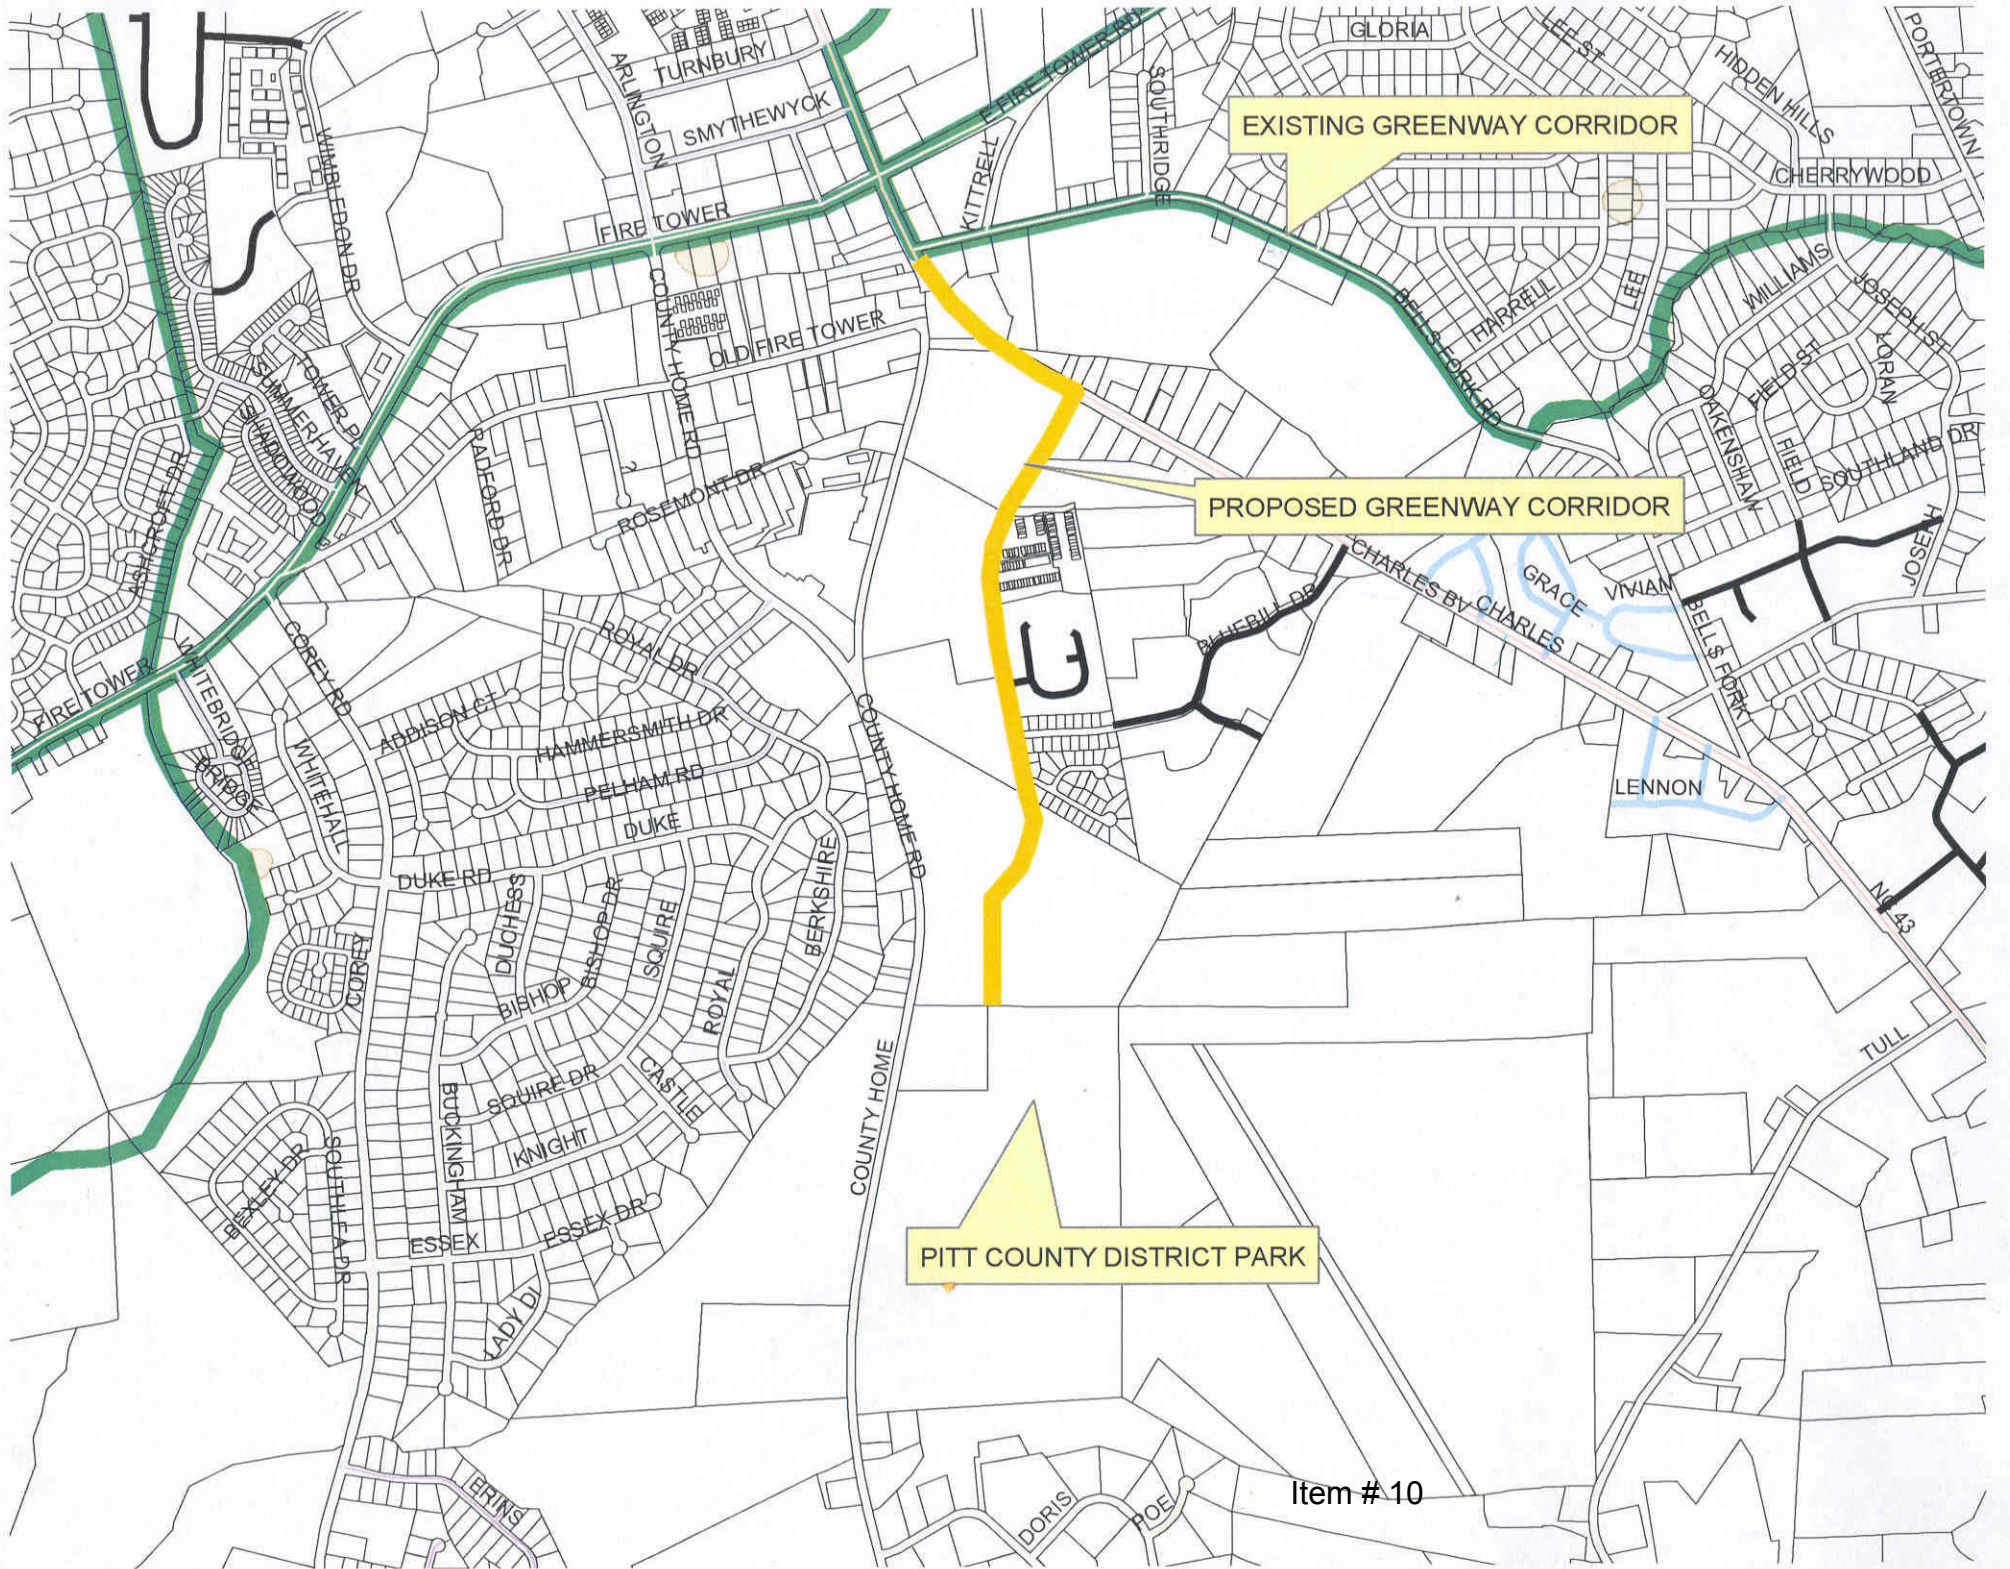 GLORIA
LEE ST
HIDDEN HILLS
PORTERTOWN
ARLINGTON
TURNBURY
SMYTHEWYCK
E FIRE TOWER RD
SOUTHRIDGE
KITTRELL
EXISTING GREENWAY CORRIDOR
CHERRYWOOD
WIMBLEDON DR
FIRE TOWER
COUNTY HOME RD
OLD FIRE TOWER
BELLS FORK RD
HARRELL
LEE
WILLIAMS
JOSEPH ST
LORAN
FIELD ST
FIELD
OAKENSHAW
SOUTHLAND DR
JOSEPH
TOWER PL
SUMMERHAVEN
SHADOWOOD
ASHCROFT DR
RADFORD DR
?
ROSEMONT DR
PROPOSED GREENWAY CORRIDOR
CHARLES BV
CHARLES
GRACE
VIVIAN
BELLS FORK
BLUEBILL DR
LENNON
NC 43
TULL
FIRE TOWER
WHITEBRIDGE
BRIDGE
COREY RD
WHITEHALL
ADDISON CT
ROYAL DR
HAMMERSMITH DR
PELHAM RD
DUKE
DUKE RD
COUNTY HOME RD
BERKSHIRE
DUCHESS
BISHOP DR
SQUIRE
BISHOP
ROYAL
COREY
SQUIRE DR
CASTLE
BUCKINGHAM
KNIGHT
COUNTY HOME
BEXLEY DR
SOUTHLEA DR
ESSEX
ESSEX DR
LADY DI
PITT COUNTY DISTRICT PARK
ERINS
DORIS
POE
Item # 10